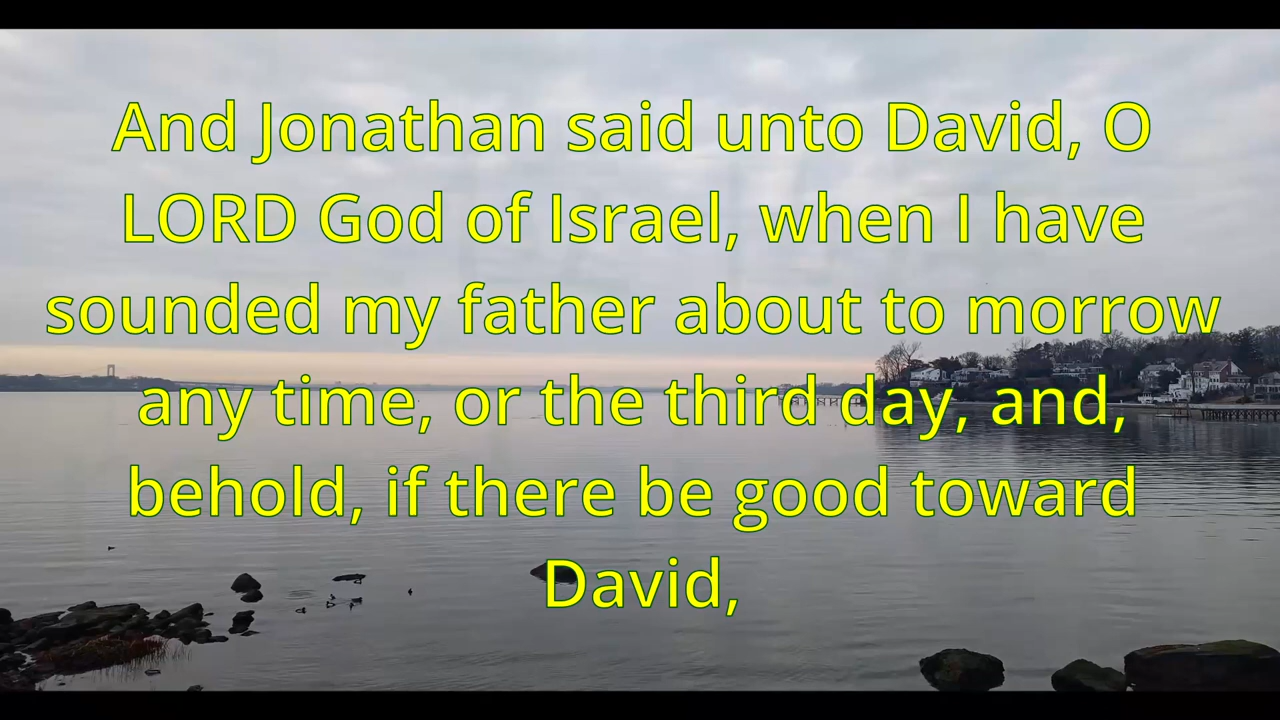 And Jonathan said unto David, O
LORD God of Israel, when I have
sounded my father about to morrow
any time, or the third day, and,
behold, if there be good toward
David,